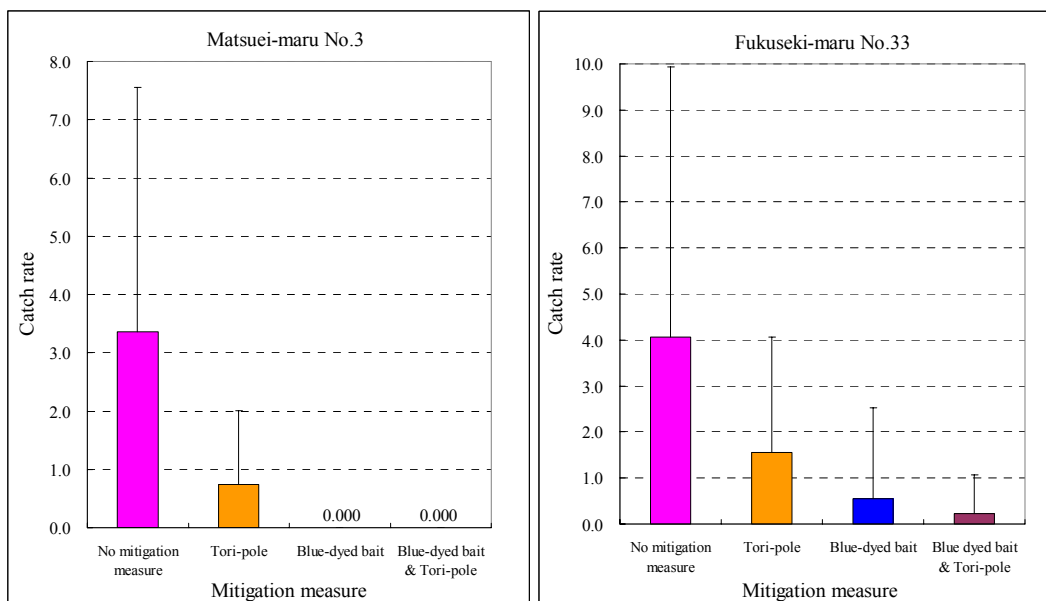 Matsuei-maru No.3
8.0
7.0
6.0
5.0
4.0
3.0
2.0
1.0
0.0
Catch rate
0.000
0.000
No mitigation
measure
Tori-pole
Blue-dyed bait
Blue-dyed bait
& Tori-pole
Mitigation measure
Fukuseki-maru No.33
10.0
9.0
8.0
7.0
6.0
5.0
4.0
3.0
2.0
1.0
0.0
Catch rate
No mitigation
measure
Tori-pole
Blue-dyed bait
Blue dyed bait
& Tori-pole
Mitigation measure